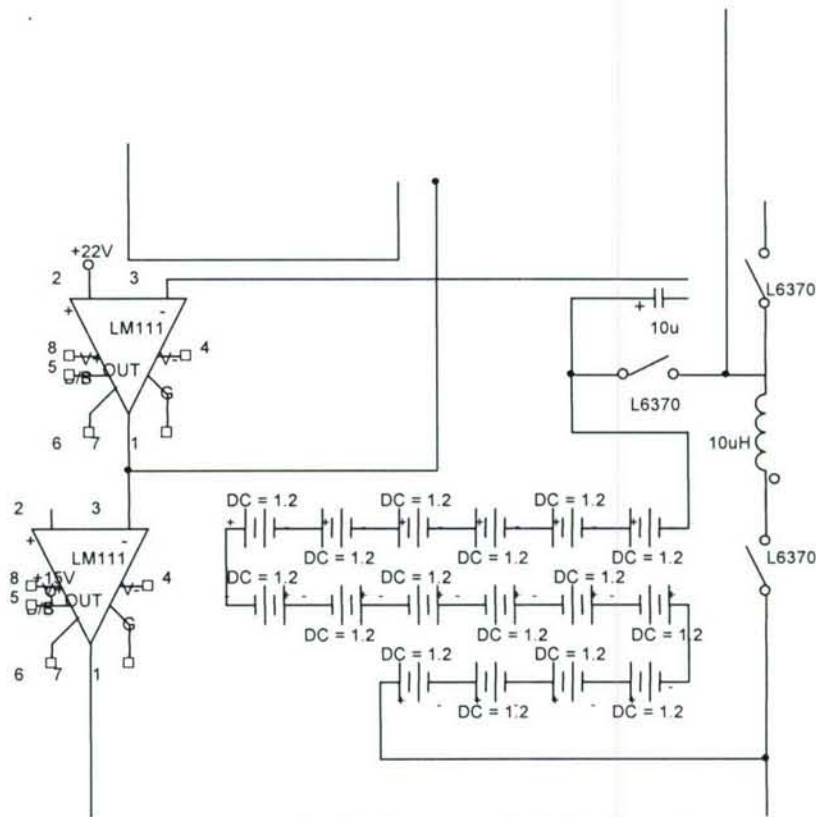 +22V
2 3
+ -
LM111
8 V+ V- 4
5 B/B OUT G
6 7 1
L6370
+ 10u
L6370
10uH
2 3
+ -
LM111
8 +15V V- 4
5 B/B OUT G
6 7 1
L6370
DC = 1.2 DC = 1.2 DC = 1.2
DC = 1.2 DC = 1.2 DC = 1.2
DC = 1.2 DC = 1.2 DC = 1.2
DC = 1.2 DC = 1.2 DC = 1.2
DC = 1.2 DC = 1.2
DC = 1.2 DC = 1.2